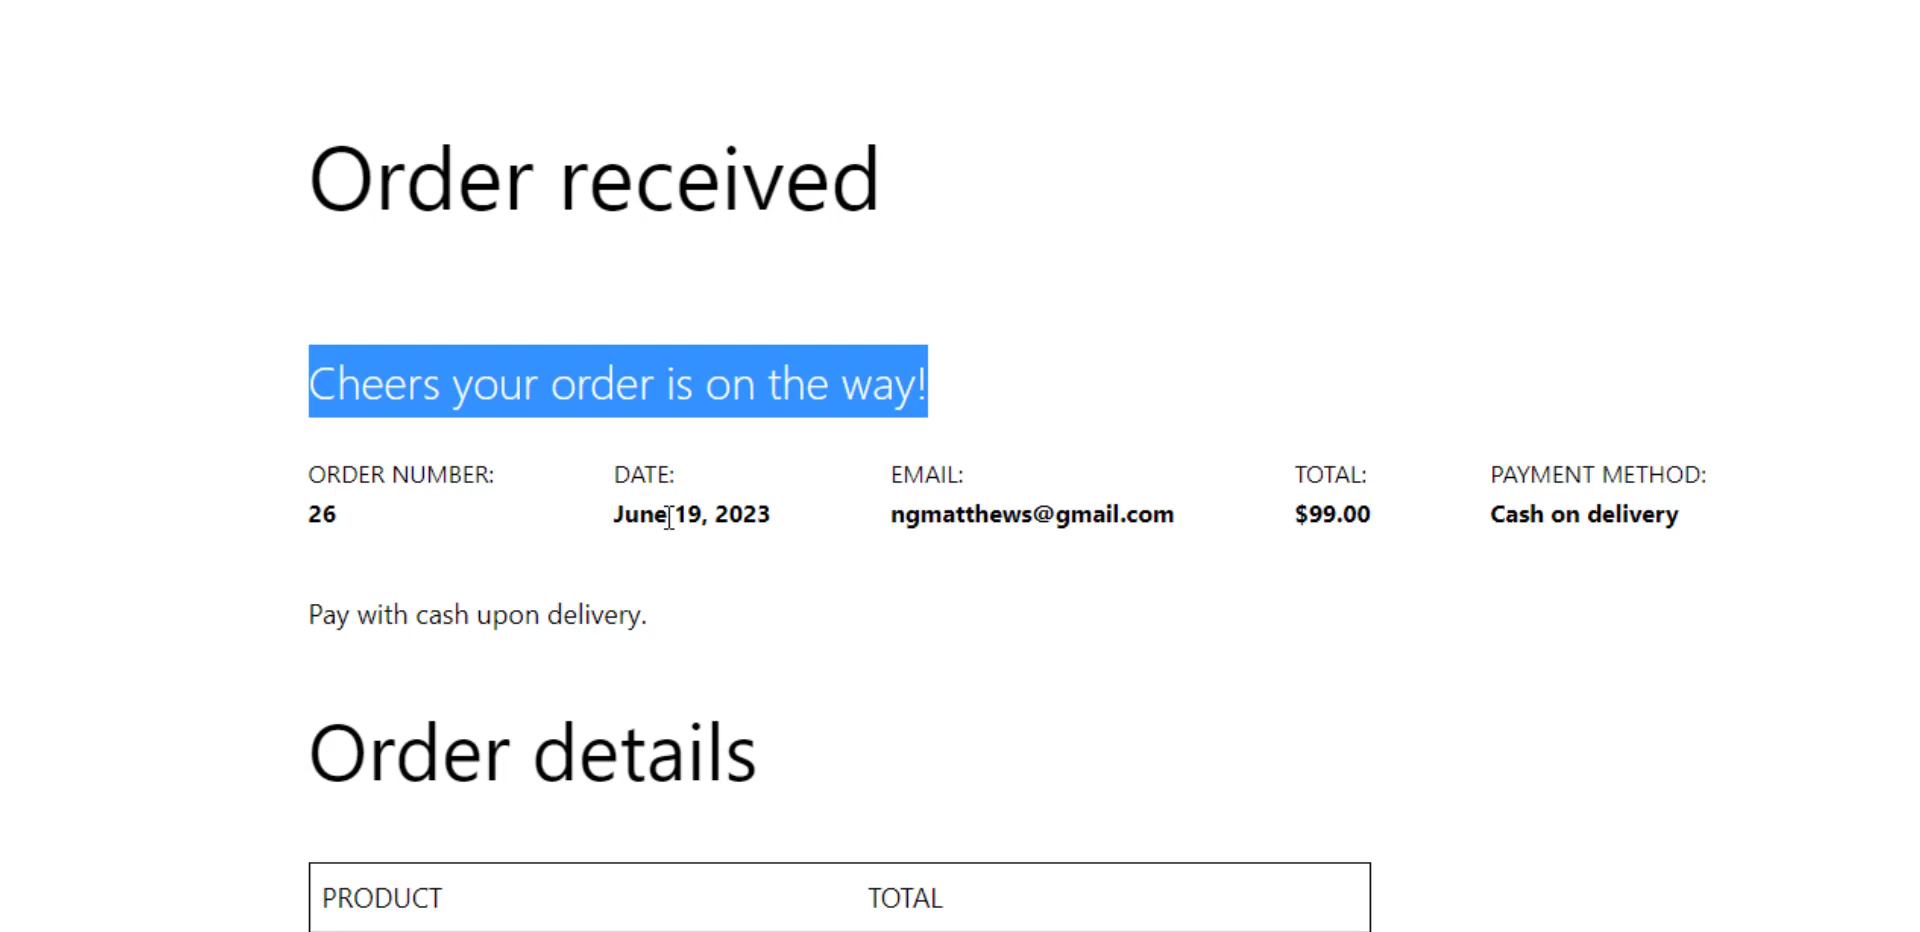 Order received
Cheers your order is on the way!
ORDER NUMBER: DATE: EMAIL: TOTAL: PAYMENT METHOD:
26 June 19, 2023 ngmatthews@gmail.com $99.00 Cash on delivery
Pay with cash upon delivery.
Order details
PRODUCT TOTAL